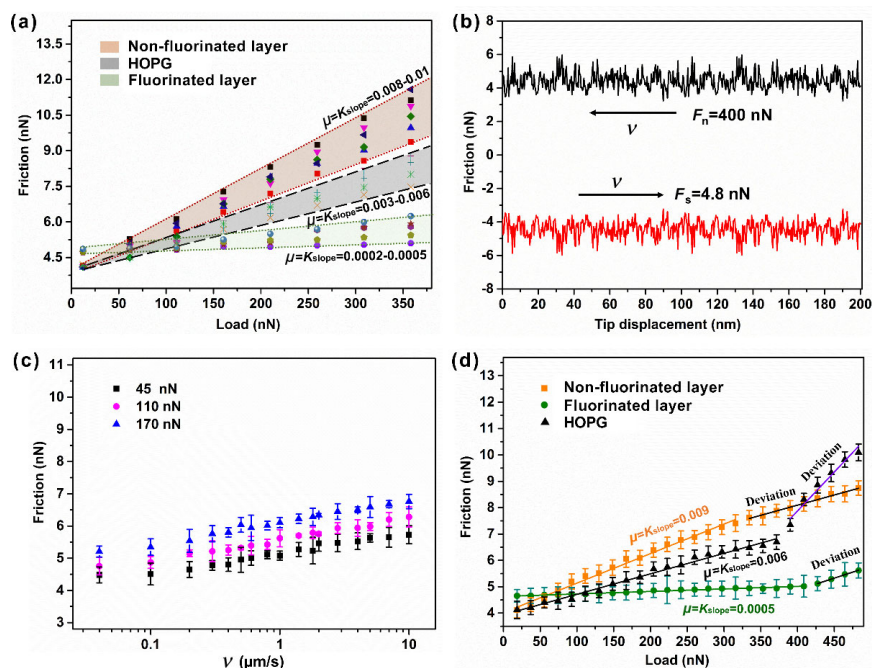 (a)
Non-fluorinated layer
HOPG
Fluorinated layer
μ=Kslope=0.008-0.01
μ=Kslope=0.003-0.006
μ=Kslope=0.0002-0.0005
13.5
12.0
10.5
9.0
7.5
6.0
4.5
Friction (nN)
0 50 100 150 200 250 300 350
Load (nN)
(b)
8
6
4
2
0
-2
-4
-6
-8
Friction (nN)
ν
Fn=400 nN
ν
Fs=4.8 nN
0 20 40 60 80 100 120 140 160 180 200
Tip displacement (nm)
(c)
45 nN
110 nN
170 nN
11
10
9
8
7
6
5
4
3
Friction (nN)
0.1 1 10
ν (μm/s)
(d)
Non-fluorinated layer
Fluorinated layer
HOPG
Deviation
Deviation
Deviation
μ=Kslope=0.009
μ=Kslope=0.006
μ=Kslope=0.0005
13
12
11
10
9
8
7
6
5
4
Friction (nN)
0 50 100 150 200 250 300 350 400 450
Load (nN)